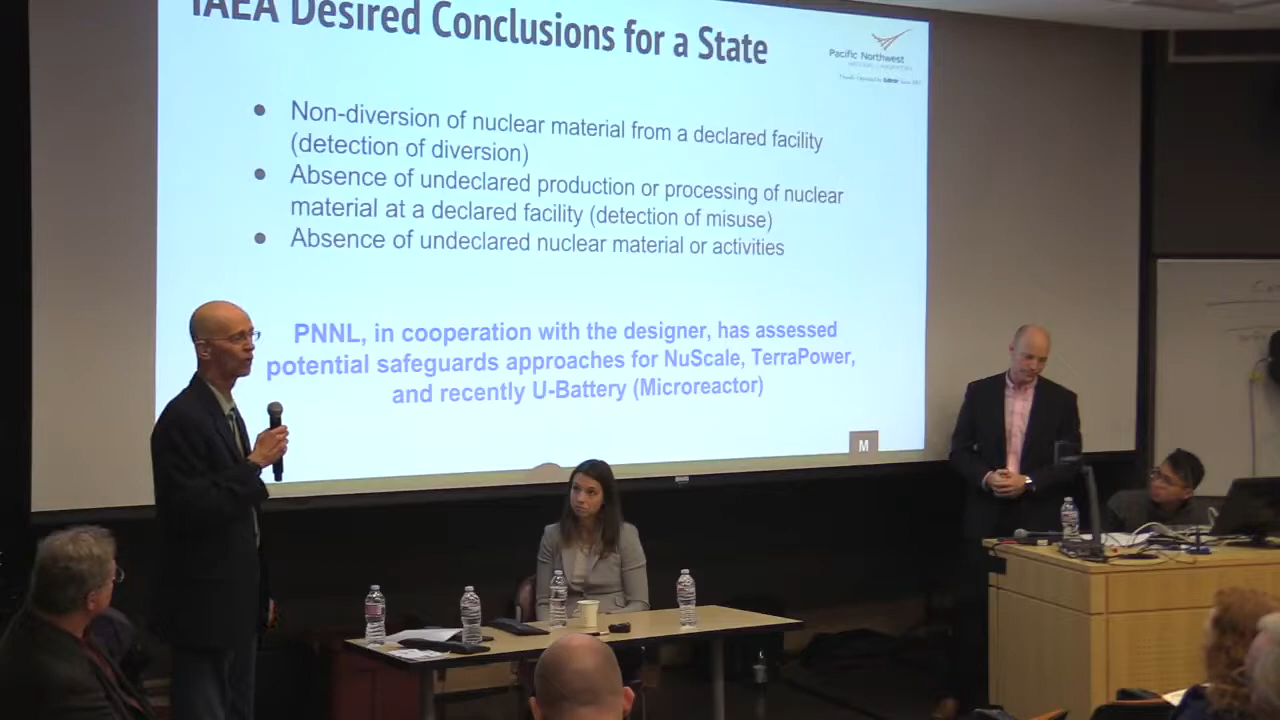 IAEA Desired Conclusions for a State
Pacific Northwest
NATIONAL LABORATORY
• Non-diversion of nuclear material from a declared facility
(detection of diversion)
• Absence of undeclared production or processing of nuclear
material at a declared facility (detection of misuse)
• Absence of undeclared nuclear material or activities
PNNL, in cooperation with the designer, has assessed
potential safeguards approaches for NuScale, TerraPower,
and recently U-Battery (Microreactor)
M